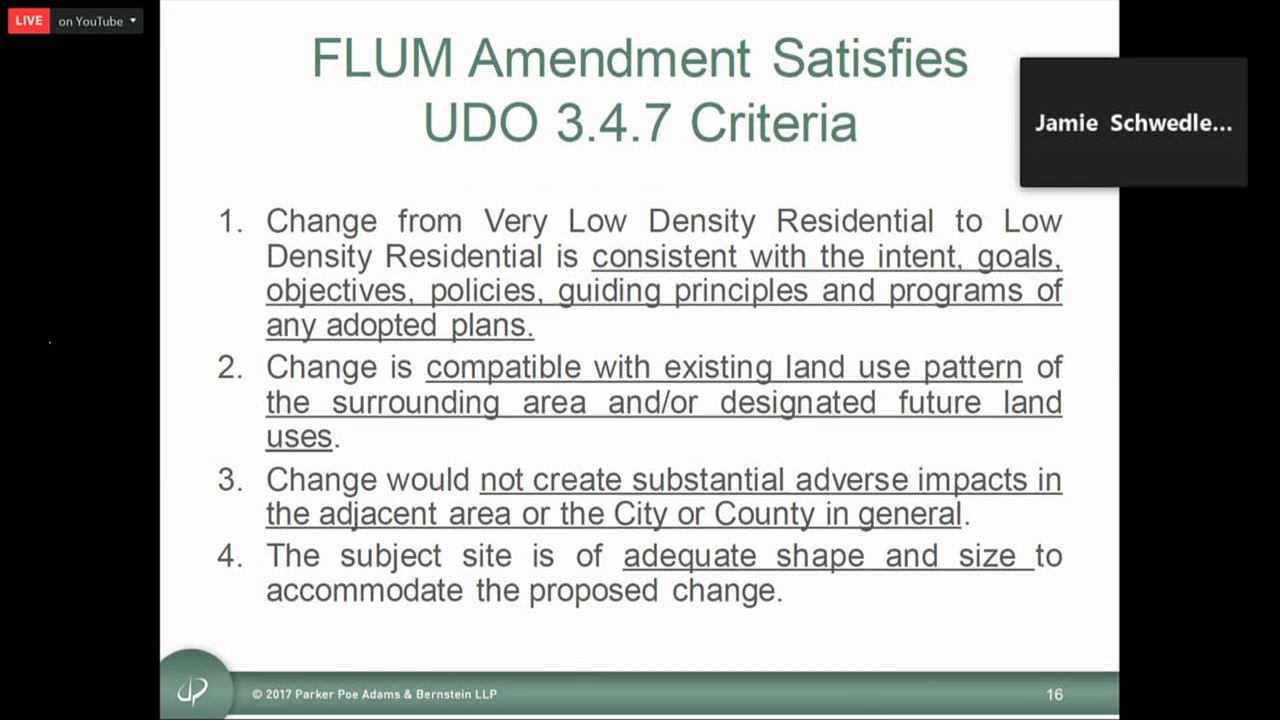 LIVE on YouTube
FLUM Amendment Satisfies
UDO 3.4.7 Criteria
Jamie Schwedle...
1. Change from Very Low Density Residential to Low
Density Residential is consistent with the intent, goals,
objectives, policies, guiding principles and programs of
any adopted plans.
2. Change is compatible with existing land use pattern of
the surrounding area and/or designated future land
uses.
3. Change would not create substantial adverse impacts in
the adjacent area or the City or County in general.
4. The subject site is of adequate shape and size to
accommodate the proposed change.
© 2017 Parker Poe Adams & Bernstein LLP
16